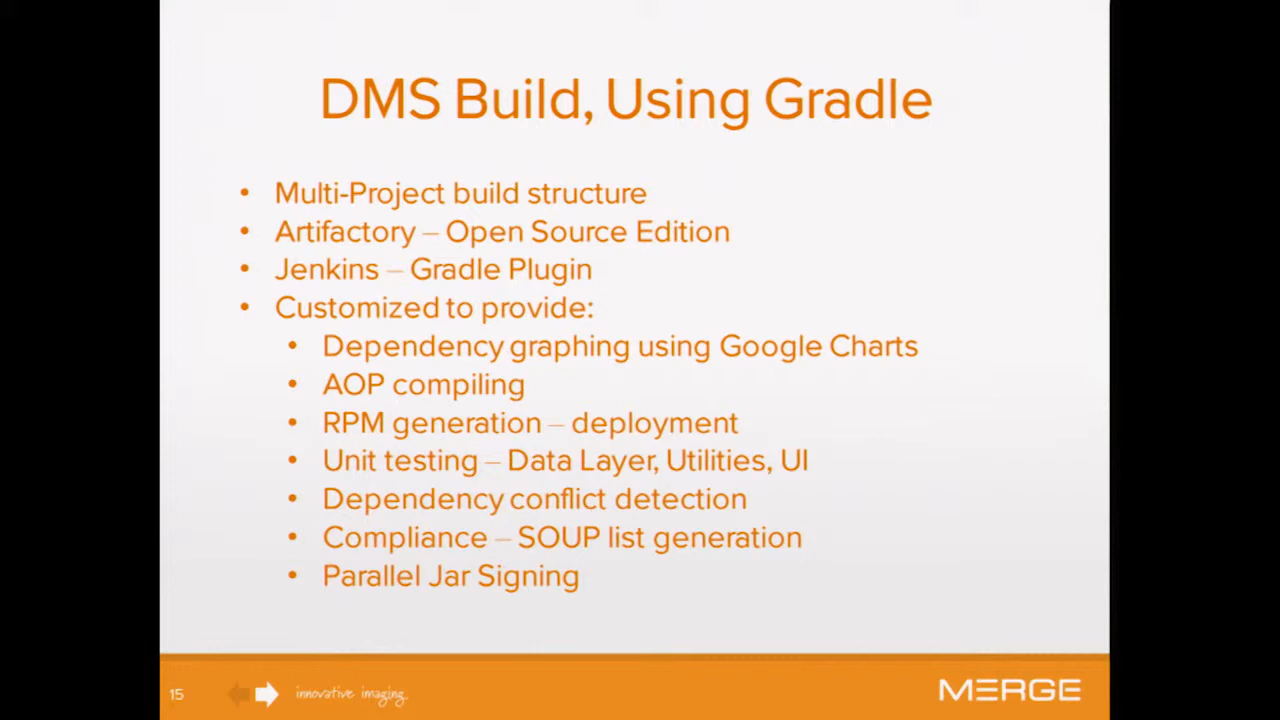 DMS Build, Using Gradle
• Multi-Project build structure
• Artifactory – Open Source Edition
• Jenkins – Gradle Plugin
• Customized to provide:
• Dependency graphing using Google Charts
• AOP compiling
• RPM generation – deployment
• Unit testing – Data Layer, Utilities, UI
• Dependency conflict detection
• Compliance – SOUP list generation
• Parallel Jar Signing
15
innovative imaging.
MERGE